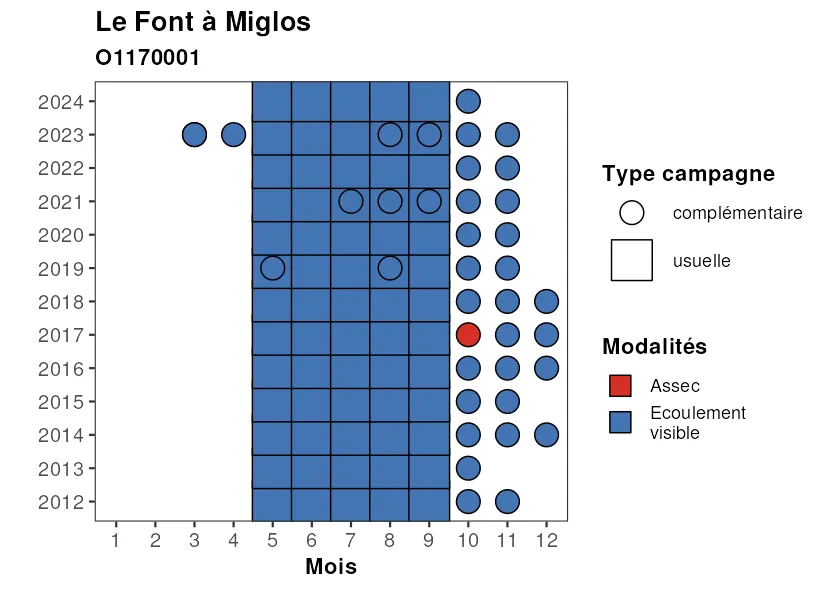 Le Font à Miglos
O1170001
2024
2023
2022
2021
2020
2019
2018
2017
2016
2015
2014
2013
2012
1 2 3 4 5 6 7 8 9 10 11 12
Mois
Type campagne
complémentaire
usuelle
Modalités
Assec
Ecoulement
visible